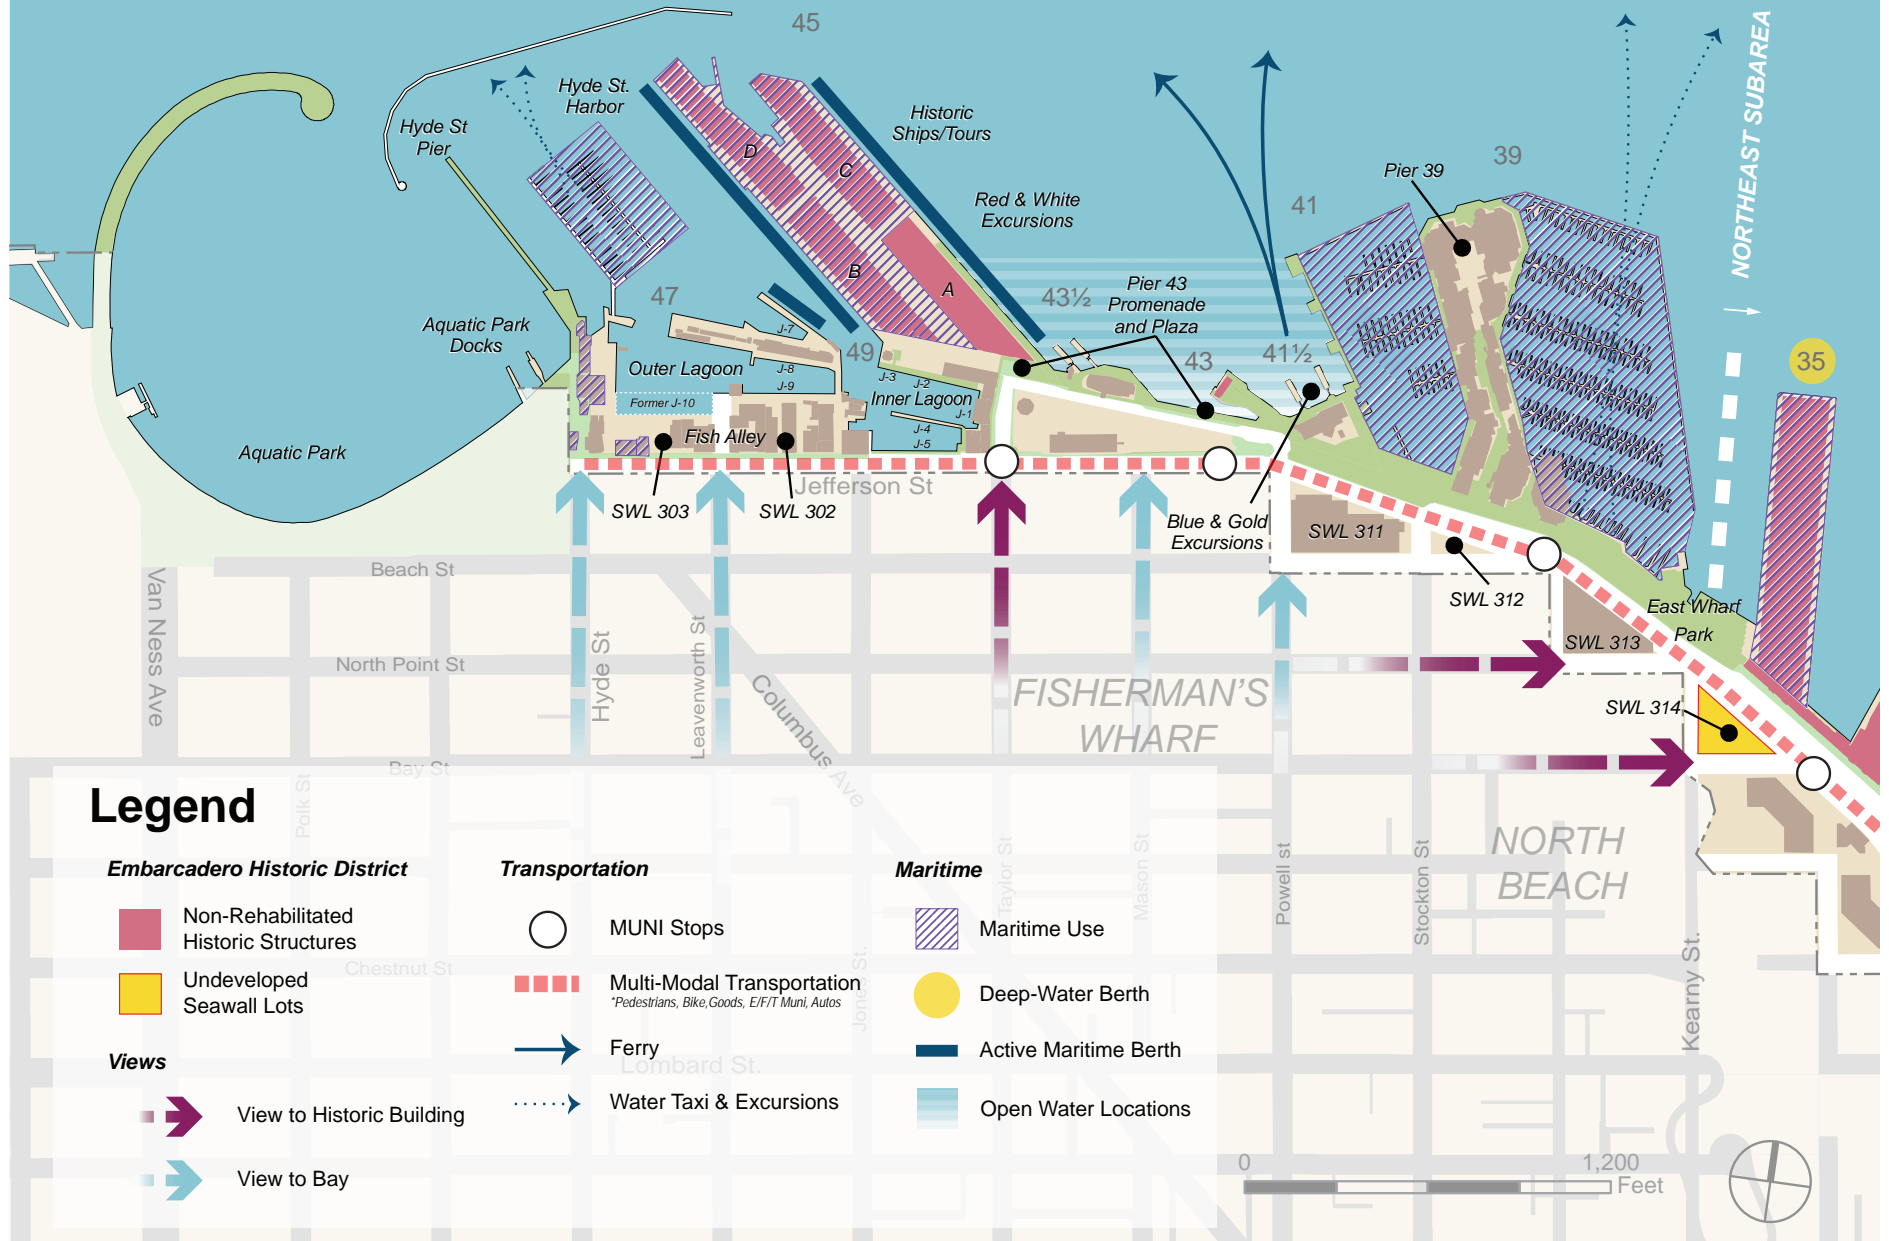 45
Hyde St.
Harbor
Hyde St
Pier
Historic
Ships/Tours
D
C
Red & White
Excursions
B
A
39
Pier 39
41
NORTHEAST SUBAREA
47
43½
Pier 43
Promenade
and Plaza
Aquatic Park
Docks
J-7
49
43
41½
35
Outer Lagoon
J-8
J-9
J-3
J-2
Inner Lagoon
J-1
Former J-10
J-4
J-5
Fish Alley
Aquatic Park
Jefferson St
SWL 303
SWL 302
Blue & Gold
Excursions
SWL 311
SWL 312
East Wharf
Park
SWL 313
SWL 314
Beach St
North Point St
Bay St
Van Ness Ave
Hyde St
Leavenworth St
Columbus Ave
FISHERMAN'S
WHARF
NORTH
BEACH
Polk St
Jones St.
Taylor St
Mason St
Powell st
Stockton St
Kearny St.
Chestnut St
Lombard St.
Legend
Embarcadero Historic District
Non-Rehabilitated
Historic Structures
Undeveloped
Seawall Lots
Views
View to Historic Building
View to Bay
Transportation
MUNI Stops
Multi-Modal Transportation
*Pedestrians, Bike,Goods, E/F/T Muni, Autos
Ferry
Water Taxi & Excursions
Maritime
Maritime Use
Deep-Water Berth
Active Maritime Berth
Open Water Locations
0
1,200
Feet